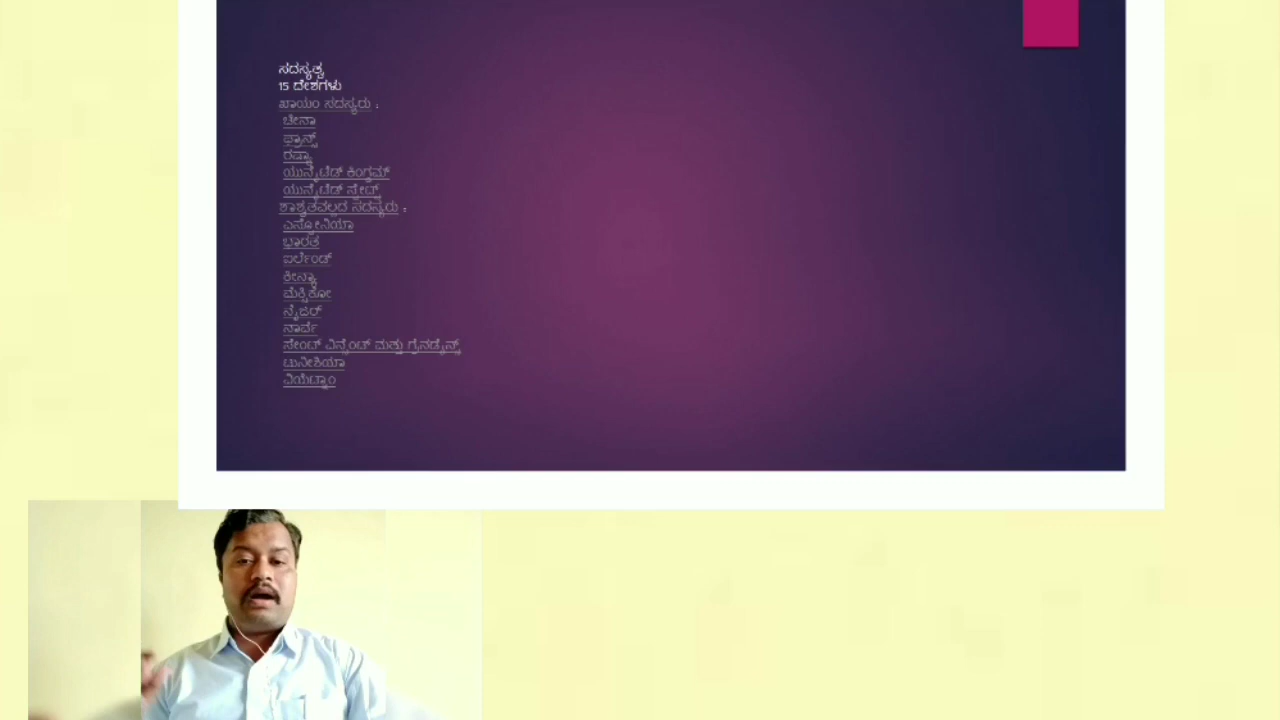 ಸದಸ್ಯತ್ವ
15 ದೇಶಗಳು
ಖಾಯಂ ಸದಸ್ಯರು :
ಚೀನಾ
ಫ್ರಾನ್ಸ್
ರಷ್ಯಾ
ಯುನೈಟೆಡ್ ಕಿಂಗ್ಡಮ್
ಯುನೈಟೆಡ್ ಸ್ಟೇಟ್ಸ್
ಶಾಶ್ವತವಲ್ಲದ ಸದಸ್ಯರು :
ಎಸ್ಟೋನಿಯಾ
ಭಾರತ
ಐರ್ಲೆಂಡ್
ಕೀನ್ಯಾ
ಮೆಕ್ಸಿಕೋ
ನೈಜರ್
ನಾರ್ವೆ
ಸೇಂಟ್ ವಿನ್ಸೆಂಟ್ ಮತ್ತು ಗ್ರೆನಡೈನ್ಸ್
ಟುನೀಶಿಯಾ
ವಿಯೆಟ್ನಾಂ